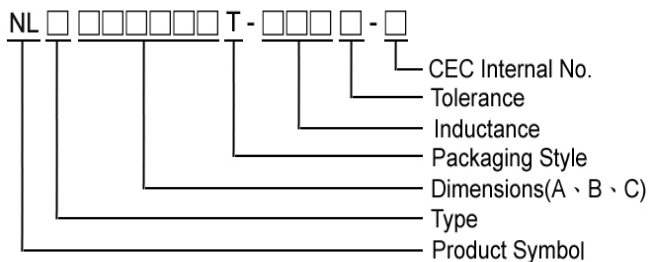 NL □ □□□□□□ T - □□□ □ - □
CEC Internal No.
Tolerance
Inductance
Packaging Style
Dimensions(A、B、C)
Type
Product Symbol